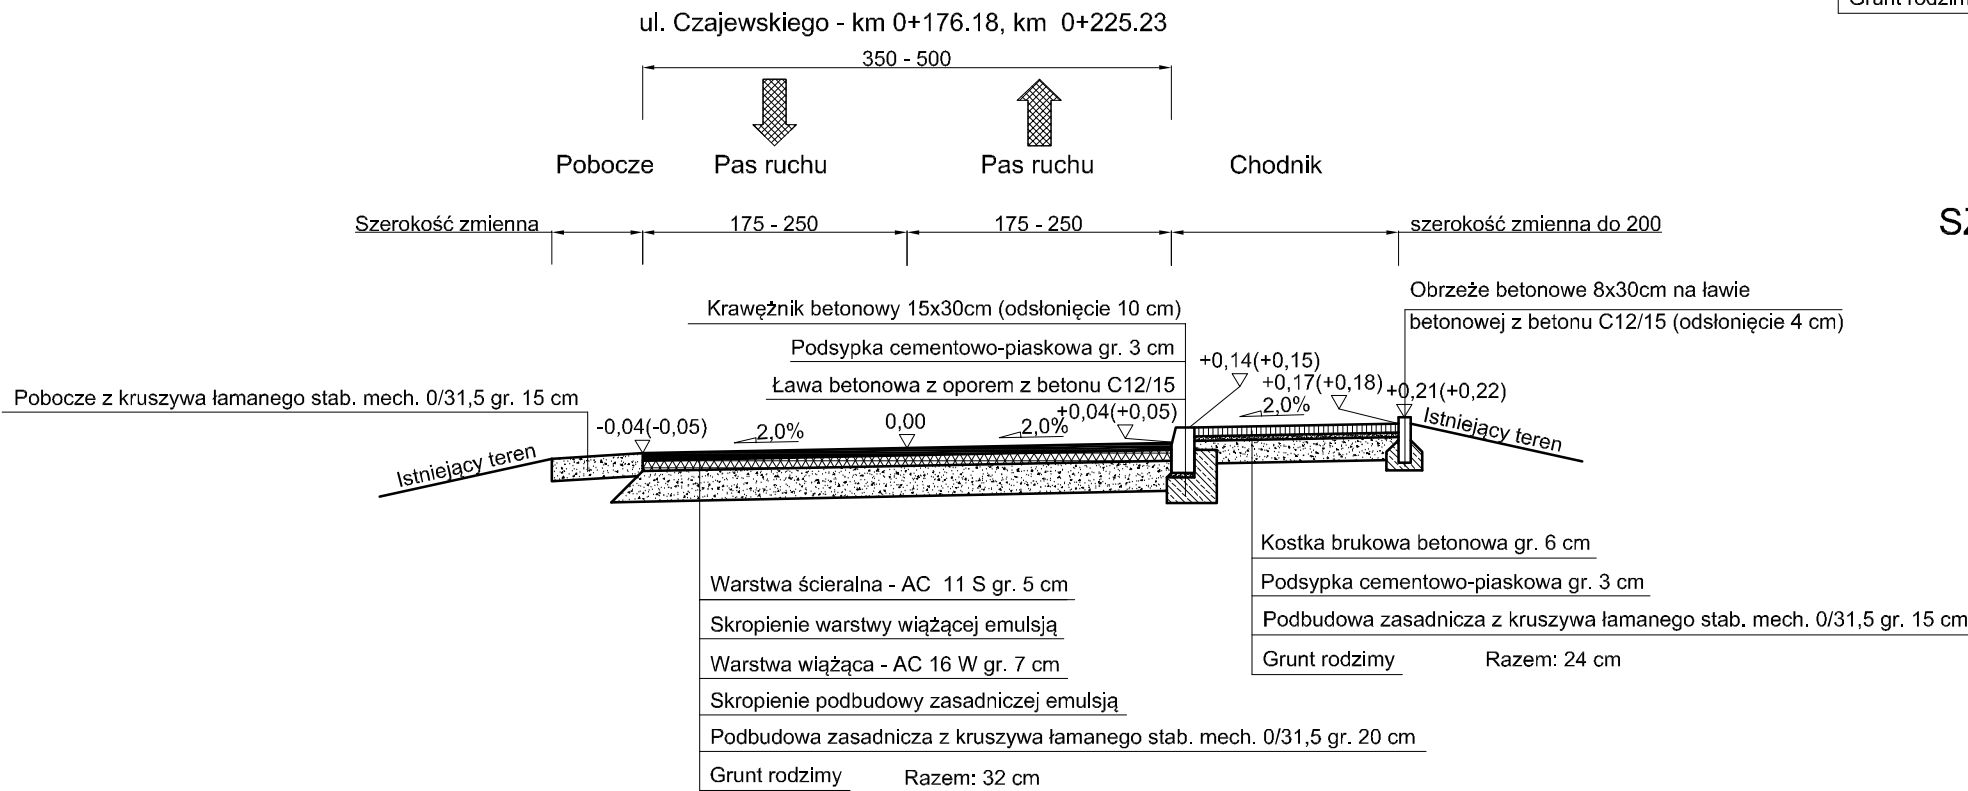 Grunt rodzim
ul. Czajewskiego - km 0+176.18, km 0+225.23
350 - 500
Pobocze Pas ruchu Pas ruchu Chodnik
Szerokość zmienna 175 - 250 175 - 250 szerokość zmienna do 200
SZ
Krawężnik betonowy 15x30cm (odsłonięcie 10 cm)
Podsypka cementowo-piaskowa gr. 3 cm
Ława betonowa z oporem z betonu C12/15
Obrzeże betonowe 8x30cm na ławie
betonowej z betonu C12/15 (odsłonięcie 4 cm)
+0,14(+0,15)
+0,17(+0,18)
+0,21(+0,22)
2,0%
Pobocze z kruszywa łamanego stab. mech. 0/31,5 gr. 15 cm
-0,04(-0,05)
2,0%
0,00
2,0%
+0,04(+0,05)
Istniejący teren
Istniejący teren
Kostka brukowa betonowa gr. 6 cm
Podsypka cementowo-piaskowa gr. 3 cm
Podbudowa zasadnicza z kruszywa łamanego stab. mech. 0/31,5 gr. 15 cm
Grunt rodzimy Razem: 24 cm
Warstwa ścieralna - AC 11 S gr. 5 cm
Skropienie warstwy wiążącej emulsją
Warstwa wiążąca - AC 16 W gr. 7 cm
Skropienie podbudowy zasadniczej emulsją
Podbudowa zasadnicza z kruszywa łamanego stab. mech. 0/31,5 gr. 20 cm
Grunt rodzimy Razem: 32 cm